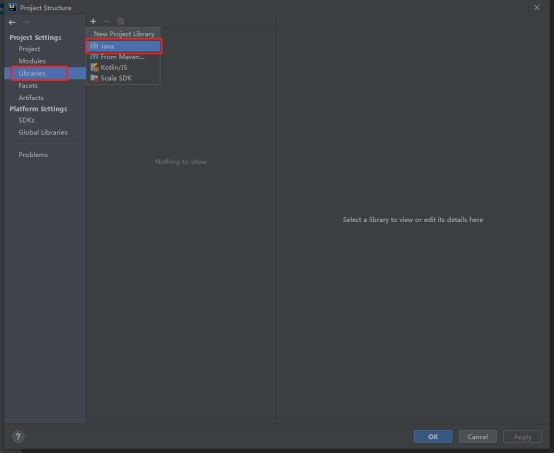 Project Structure
Project Settings
Project
Modules
Libraries
Facets
Artifacts
Platform Settings
SDKs
Global Libraries
Problems
New Project Library
Java
From Maven...
Kotlin/JS
Scala SDK
Nothing to show
Select a library to view or edit its details here
?
OK
Cancel
Apply